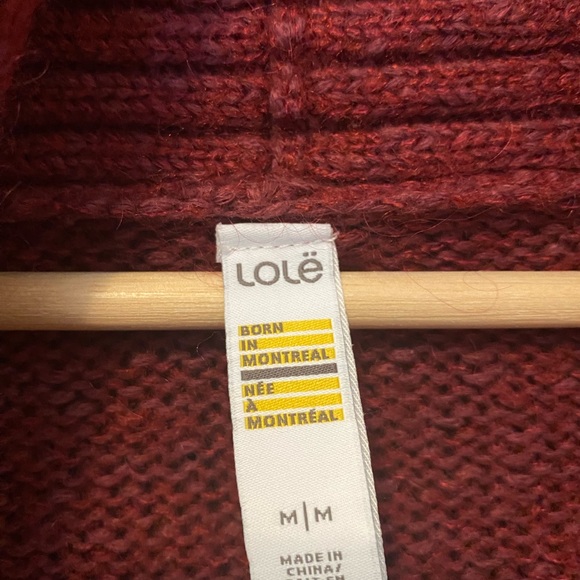 Lolë
BORN
IN
MONTREAL
NÉE
À
MONTRÉAL
M|M
MADE IN
CHINA/